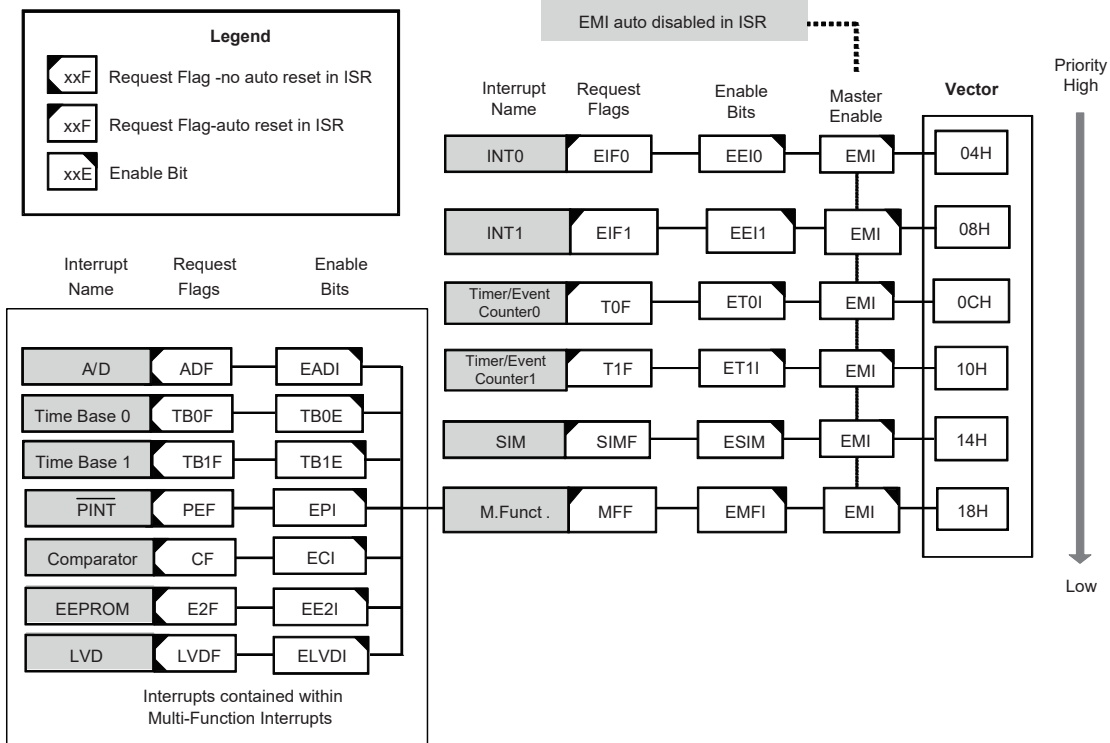 EMI auto disabled in ISR
Legend
xxF Request Flag -no auto reset in ISR
xxF Request Flag-auto reset in ISR
xxE Enable Bit
Priority
High
Interrupt
Name
Request
Flags
Enable
Bits
Master
Enable
Vector
INT0 EIF0 EEI0 EMI 04H
INT1 EIF1 EEI1 EMI 08H
Timer/Event
Counter0
T0F ET0I EMI 0CH
Timer/Event
Counter1
T1F ET1I EMI 10H
SIM SIMF ESIM EMI 14H
M.Funct . MFF EMFI EMI 18H
Low
Interrupt
Name
Request
Flags
Enable
Bits
A/D ADF EADI
Time Base 0 TB0F TB0E
Time Base 1 TB1F TB1E
PINT PEF EPI
Comparator CF ECI
EEPROM E2F EE2I
LVD LVDF ELVDI
Interrupts contained within
Multi-Function Interrupts